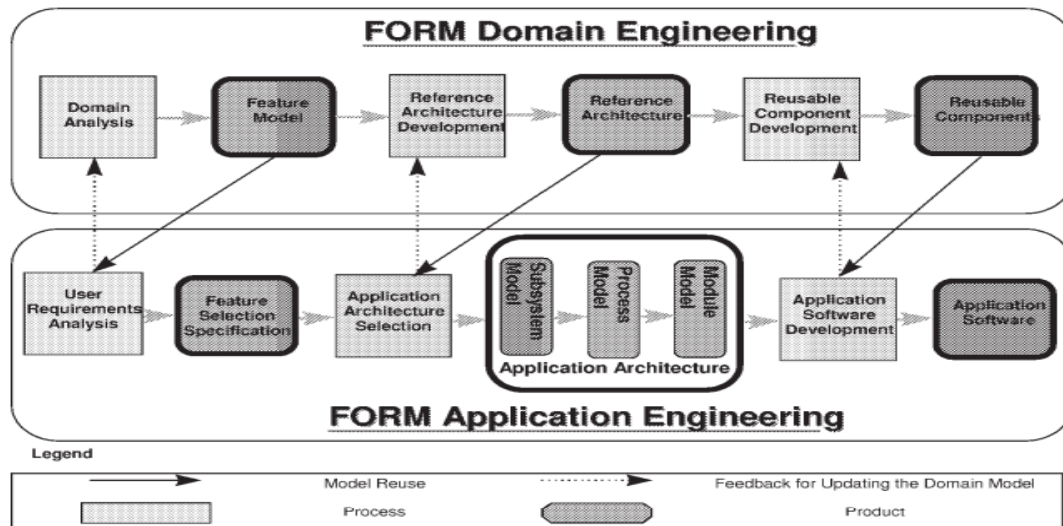 FORM Domain Engineering
Domain
Analysis
Feature
Model
Reference
Architecture
Development
Reference
Architecture
Reusable
Component
Development
Reusable
Component
User
Requirements
Analysis
Feature
Selection
Specification
Application
Architecture
Selection
Subsystem
Model
Process
Model
Module
Model
Application Architecture
Application
Software
Development
Application
Software
FORM Application Engineering
Legend
Model Reuse
Feedback for Updating the Domain Model
Process
Product